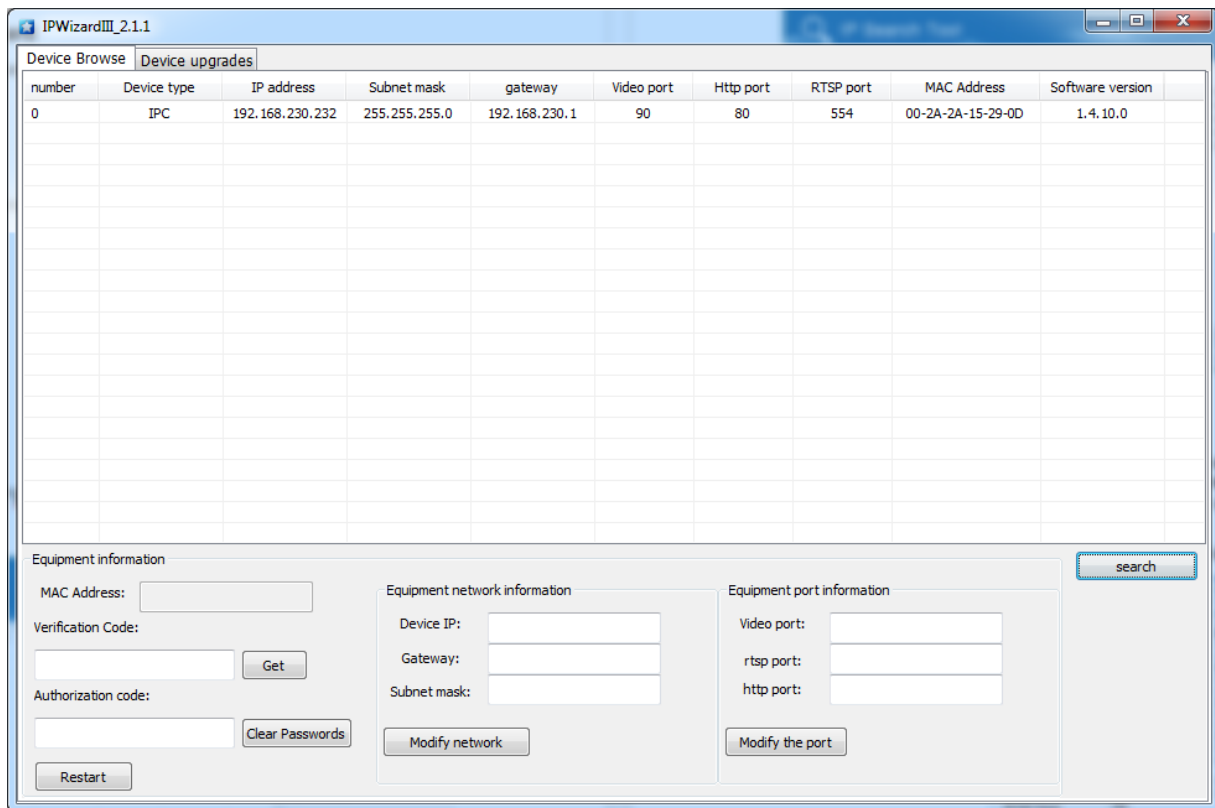 IPWizardIII_2.1.1
IP Search Tool
Device Browse Device upgrades
number Device type IP address Subnet mask gateway Video port Http port RTSP port MAC Address Software version
0 IPC 192.168.230.232 255.255.255.0 192.168.230.1 90 80 554 00-2A-2A-15-29-0D 1.4.10.0
Equipment information
search
MAC Address:
Verification Code:
Get
Authorization code:
Clear Passwords
Restart
Equipment network information
Device IP:
Gateway:
Subnet mask:
Modify network
Equipment port information
Video port:
rtsp port:
http port:
Modify the port